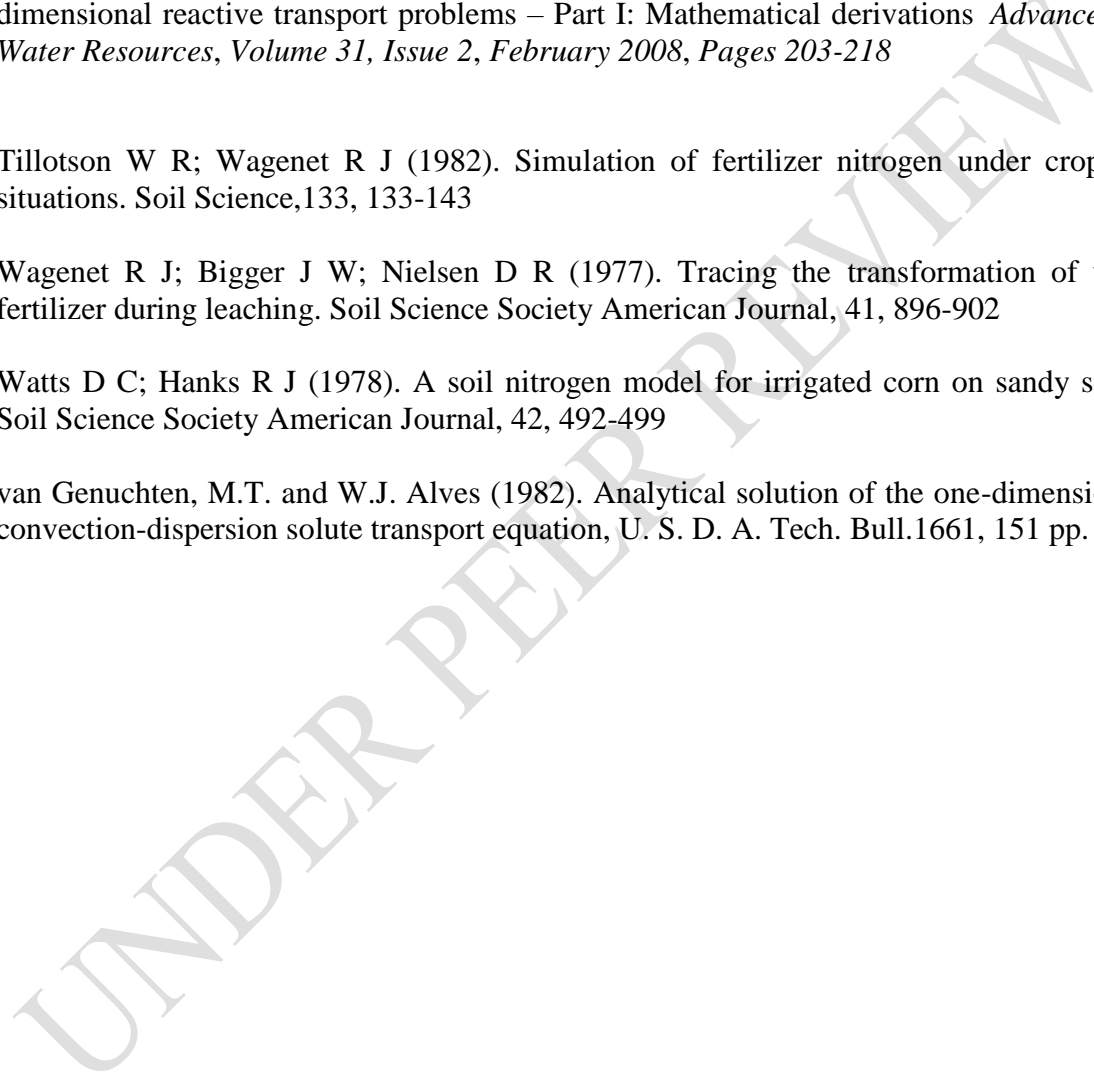 dimensional reactive transport problems – Part I: Mathematical derivations Advance
Water Resources, Volume 31, Issue 2, February 2008, Pages 203-218
Tillotson W R; Wagenet R J (1982). Simulation of fertilizer nitrogen under crop
situations. Soil Science,133, 133-143
Wagenet R J; Bigger J W; Nielsen D R (1977). Tracing the transformation of
fertilizer during leaching. Soil Science Society American Journal, 41, 896-902
Watts D C; Hanks R J (1978). A soil nitrogen model for irrigated corn on sandy s
Soil Science Society American Journal, 42, 492-499
van Genuchten, M.T. and W.J. Alves (1982). Analytical solution of the one-dimensi
convection-dispersion solute transport equation, U. S. D. A. Tech. Bull.1661, 151 pp.
UNDER PEER REVIEW